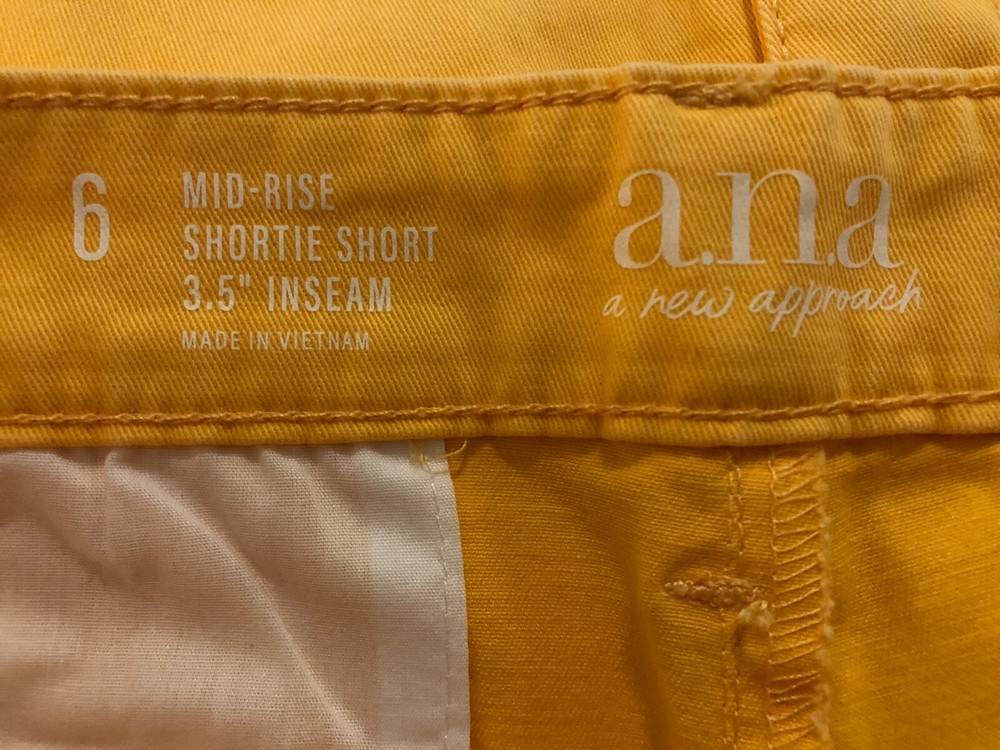 6
MID-RISE
SHORTIE SHORT
3.5" INSEAM
MADE IN VIETNAM
a.n.a
a new approach